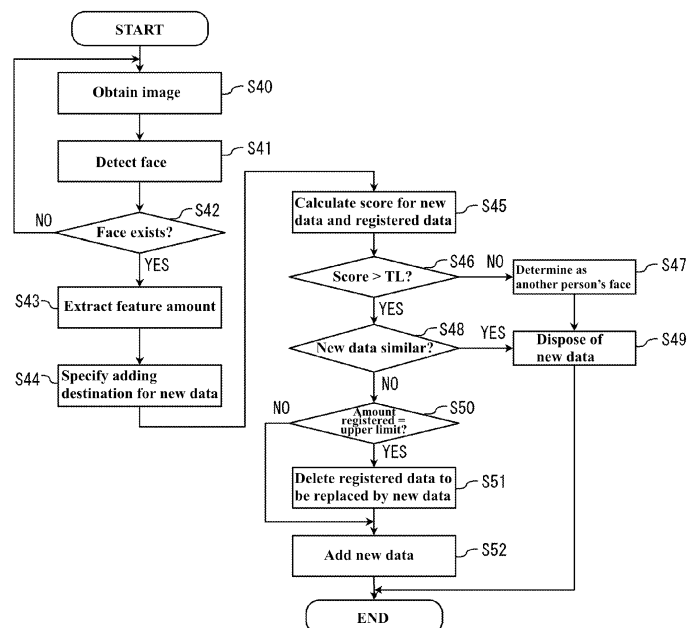 START
Obtain image
S40
Detect face
S41
Face exists?
S42
NO
YES
Extract feature amount
S43
Specify adding
destination for new data
S44
Calculate score for new
data and registered data
S45
Score > TL?
S46
NO
YES
Determine as
another person's face
S47
New data similar?
S48
YES
NO
Dispose of
new data
S49
Amount
registered =
upper limit?
S50
NO
YES
Delete registered data to
be replaced by new data
S51
Add new data
S52
END